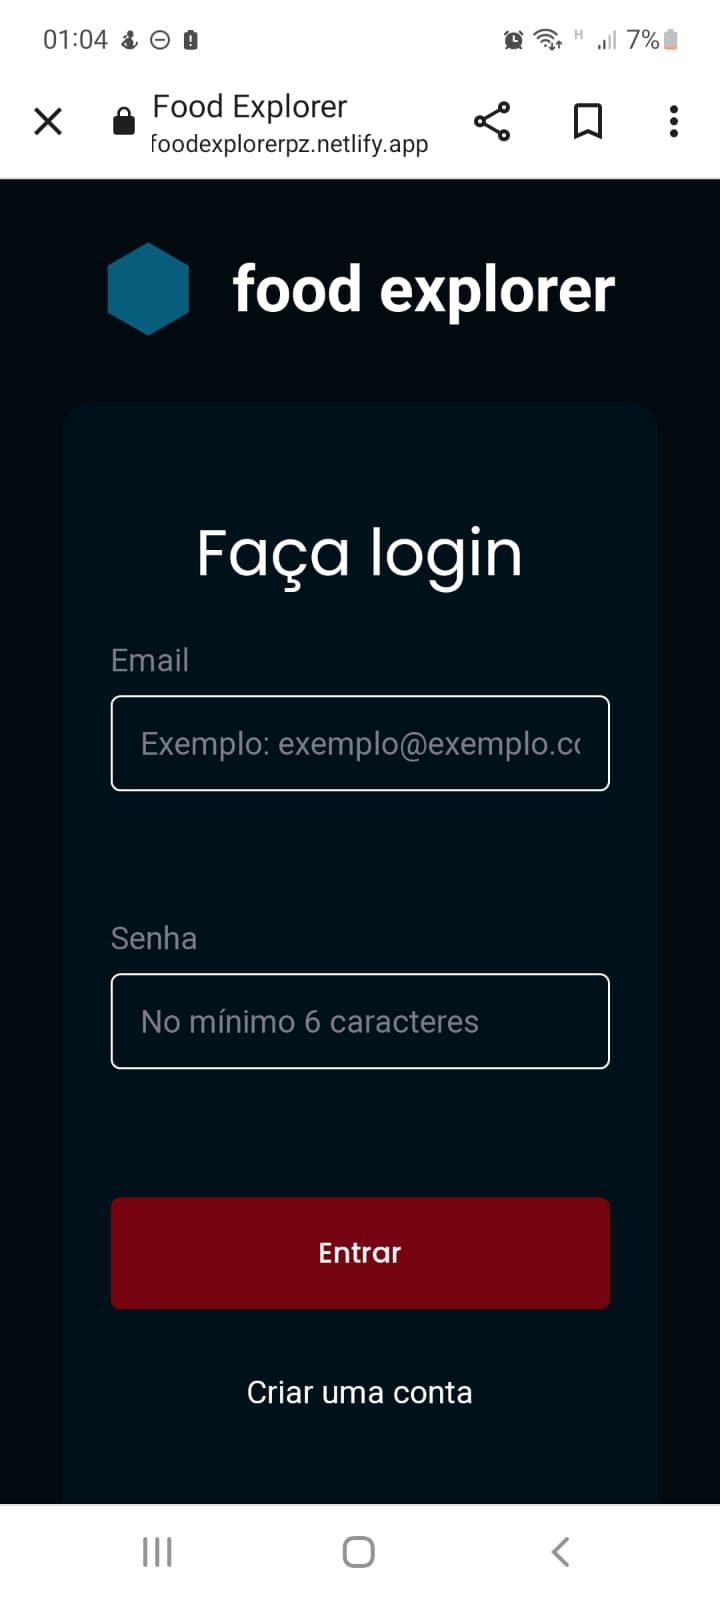 01:04
H 7%
Food Explorer
foodexplorerpz.netlify.app
food explorer
Faça login
Email
Exemplo: exemplo@exemplo.co
Senha
No mínimo 6 caracteres
Entrar
Criar uma conta